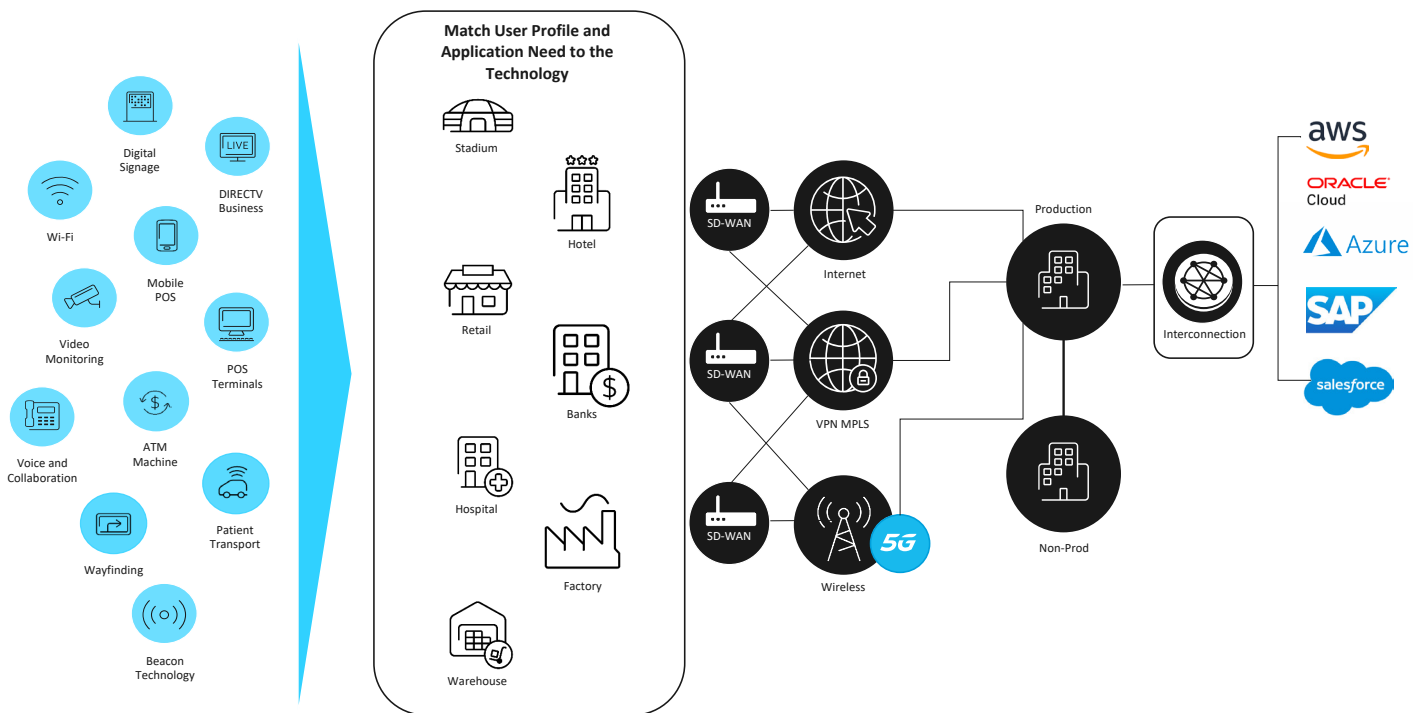 Digital
Signage
LIVE
DIRECTV
Business
Wi-Fi
Mobile
POS
Video
Monitoring
POS
Terminals
$
ATM
Machine
Voice and
Collaboration
Patient
Transport
Wayfinding
Beacon
Technology
Match User Profile and
Application Need to the
Technology
Stadium
Hotel
Retail
$
Banks
Hospital
Factory
Warehouse
SD-WAN
SD-WAN
SD-WAN
Internet
VPN MPLS
5G
Wireless
Production
Non-Prod
Interconnection
aws
ORACLE®
Cloud
Azure
SAP
salesforce